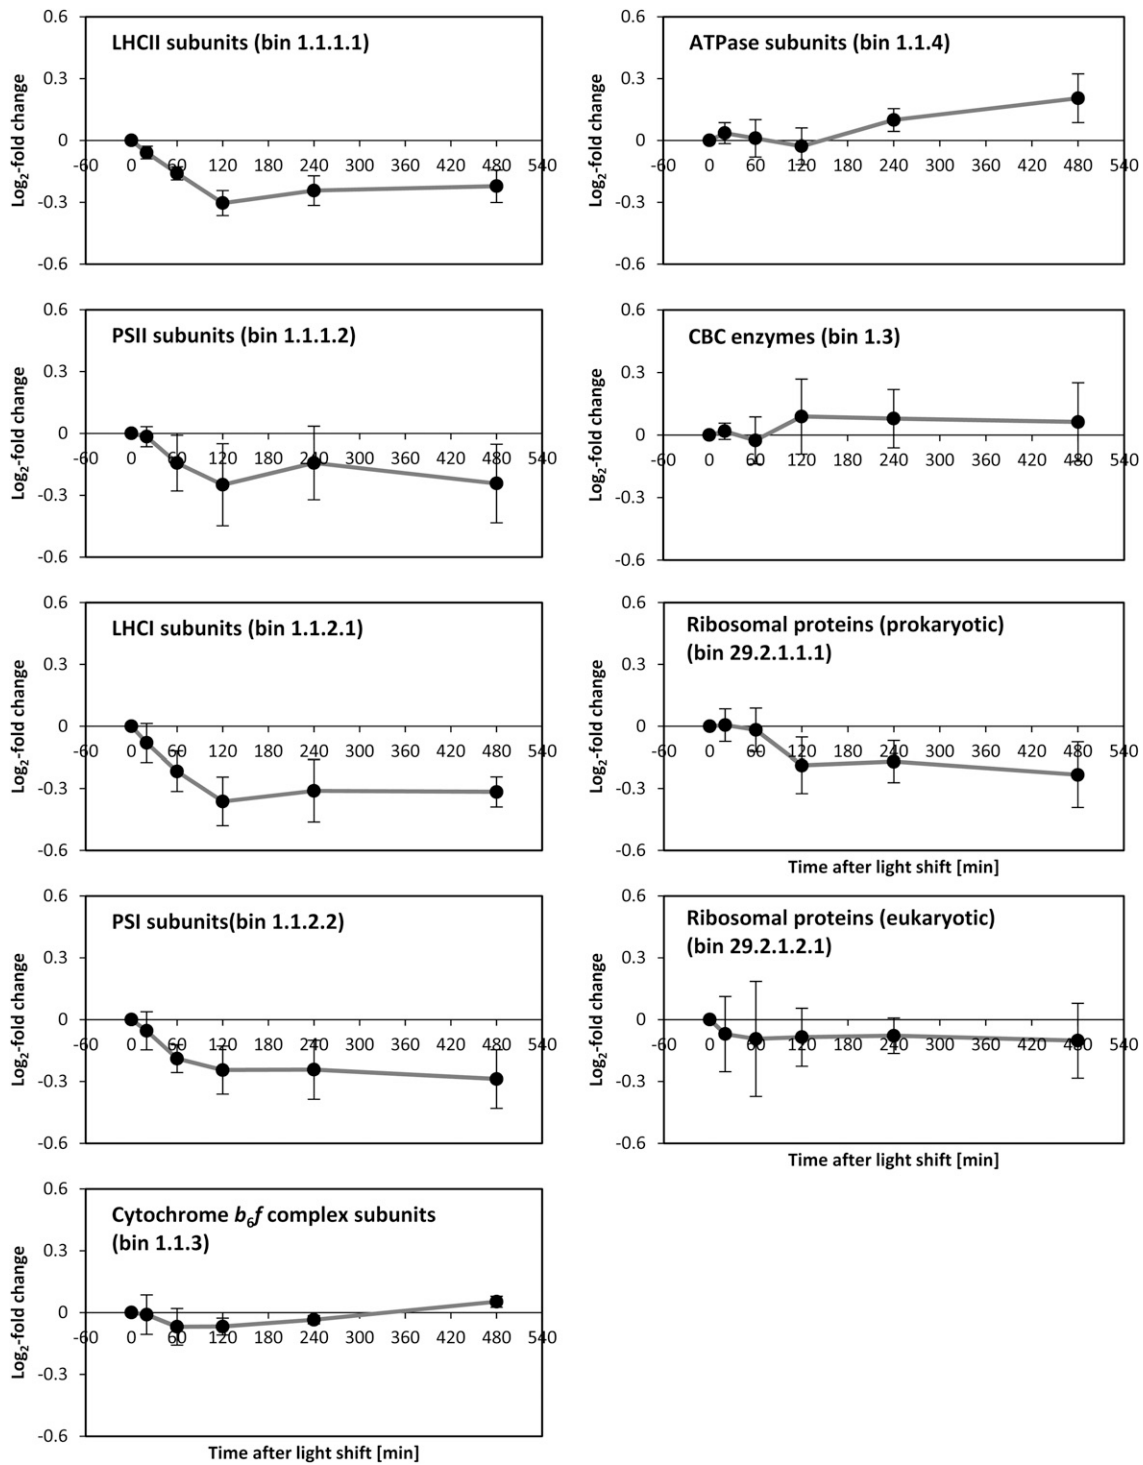 LHCII subunits (bin 1.1.1.1)
Log2-fold change
0.6
0.3
0
-0.3
-0.6
-60 0 60 120 180 240 300 360 420 480 540
PSII subunits (bin 1.1.1.2)
Log2-fold change
0.6
0.3
0
-0.3
-0.6
-60 0 60 120 180 240 300 360 420 480 540
LHCI subunits (bin 1.1.2.1)
Log2-fold change
0.6
0.3
0
-0.3
-0.6
-60 0 60 120 180 240 300 360 420 480 540
PSI subunits(bin 1.1.2.2)
Log2-fold change
0.6
0.3
0
-0.3
-0.6
-60 0 60 120 180 240 300 360 420 480 540
Cytochrome b6f complex subunits
(bin 1.1.3)
Log2-fold change
0.6
0.3
0
-0.3
-0.6
-60 0 60 120 180 240 300 360 420 480 540
Time after light shift [min]
ATPase subunits (bin 1.1.4)
Log2-fold change
0.6
0.3
0
-0.3
-0.6
-60 0 60 120 180 240 300 360 420 480 540
CBC enzymes (bin 1.3)
Log2-fold change
0.6
0.3
0
-0.3
-0.6
-60 0 60 120 180 240 300 360 420 480 540
Ribosomal proteins (prokaryotic)
(bin 29.2.1.1.1)
Log2-fold change
0.6
0.3
0
-0.3
-0.6
-60 0 60 120 180 240 300 360 420 480 540
Time after light shift [min]
Ribosomal proteins (eukaryotic)
(bin 29.2.1.2.1)
Log2-fold change
0.6
0.3
0
-0.3
-0.6
-60 0 60 120 180 240 300 360 420 480 540
Time after light shift [min]